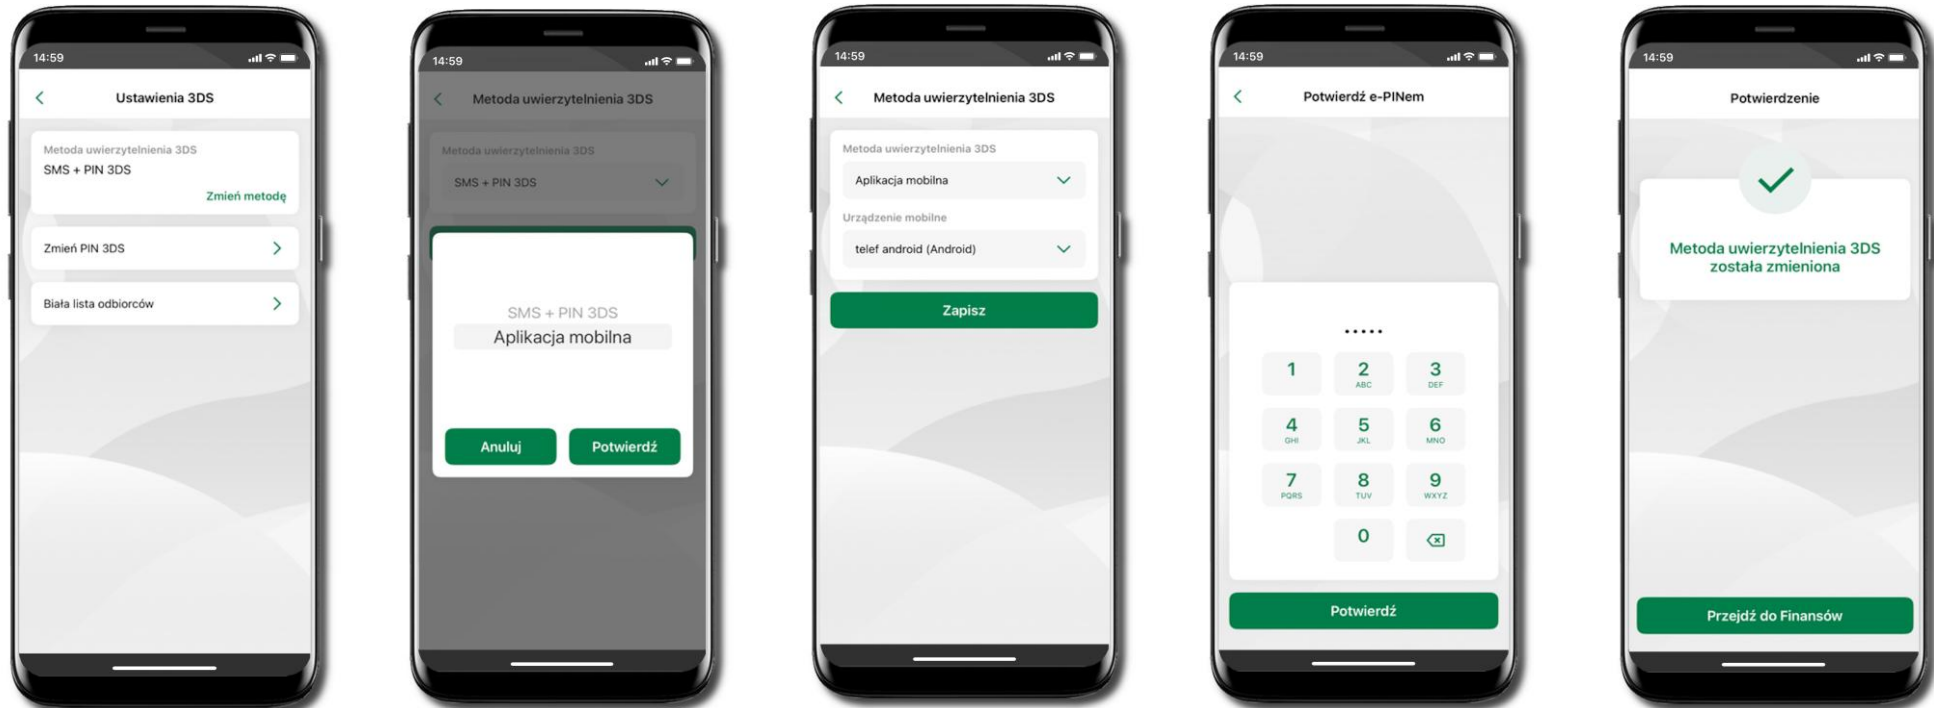 14:59
Ustawienia 3DS
Metoda uwierzytelnienia 3DS
SMS + PIN 3DS
Zmień metodę
Zmień PIN 3DS
Biała lista odbiorców
14:59
Metoda uwierzytelnienia 3DS
Metoda uwierzytelnienia 3DS
SMS + PIN 3DS
SMS + PIN 3DS
Aplikacja mobilna
Anuluj Potwierdź
14:59
Metoda uwierzytelnienia 3DS
Metoda uwierzytelnienia 3DS
Aplikacja mobilna
Urządzenie mobilne
telef android (Android)
Zapisz
14:59
Potwierdź e-PINem
•••••
1 2 3
ABC DEF
4 5 6
GHI JKL MNO
7 8 9
PQRS TUV WXYZ
0
Potwierdź
14:59
Potwierdzenie
Metoda uwierzytelnienia 3DS
została zmieniona
Przejdź do Finansów